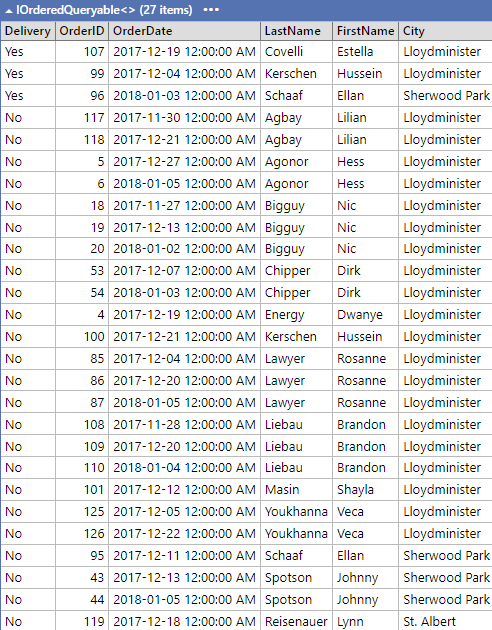 IOrderedQueryable<> (27 items) •••
Delivery OrderID OrderDate LastName FirstName City
Yes 107 2017-12-19 12:00:00 AM Covelli Estella Lloydminister
Yes 99 2017-12-04 12:00:00 AM Kerschen Hussein Lloydminister
Yes 96 2018-01-03 12:00:00 AM Schaaf Ellan Sherwood Park
No 117 2017-11-30 12:00:00 AM Agbay Lilian Lloydminister
No 118 2017-12-21 12:00:00 AM Agbay Lilian Lloydminister
No 5 2017-12-27 12:00:00 AM Agonor Hess Lloydminister
No 6 2018-01-05 12:00:00 AM Agonor Hess Lloydminister
No 18 2017-11-27 12:00:00 AM Bigguy Nic Lloydminister
No 19 2017-12-13 12:00:00 AM Bigguy Nic Lloydminister
No 20 2018-01-02 12:00:00 AM Bigguy Nic Lloydminister
No 53 2017-12-07 12:00:00 AM Chipper Dirk Lloydminister
No 54 2018-01-03 12:00:00 AM Chipper Dirk Lloydminister
No 4 2017-12-19 12:00:00 AM Energy Dwanye Lloydminister
No 100 2017-12-21 12:00:00 AM Kerschen Hussein Lloydminister
No 85 2017-12-04 12:00:00 AM Lawyer Rosanne Lloydminister
No 86 2017-12-20 12:00:00 AM Lawyer Rosanne Lloydminister
No 87 2018-01-05 12:00:00 AM Lawyer Rosanne Lloydminister
No 108 2017-11-28 12:00:00 AM Liebau Brandon Lloydminister
No 109 2017-12-20 12:00:00 AM Liebau Brandon Lloydminister
No 110 2018-01-04 12:00:00 AM Liebau Brandon Lloydminister
No 101 2017-12-12 12:00:00 AM Masin Shayla Lloydminister
No 125 2017-12-05 12:00:00 AM Youkhanna Veca Lloydminister
No 126 2017-12-22 12:00:00 AM Youkhanna Veca Lloydminister
No 95 2017-12-11 12:00:00 AM Schaaf Ellan Sherwood Park
No 43 2017-12-13 12:00:00 AM Spotson Johnny Sherwood Park
No 44 2018-01-05 12:00:00 AM Spotson Johnny Sherwood Park
No 119 2017-12-18 12:00:00 AM Reisenauer Lynn St. Albert